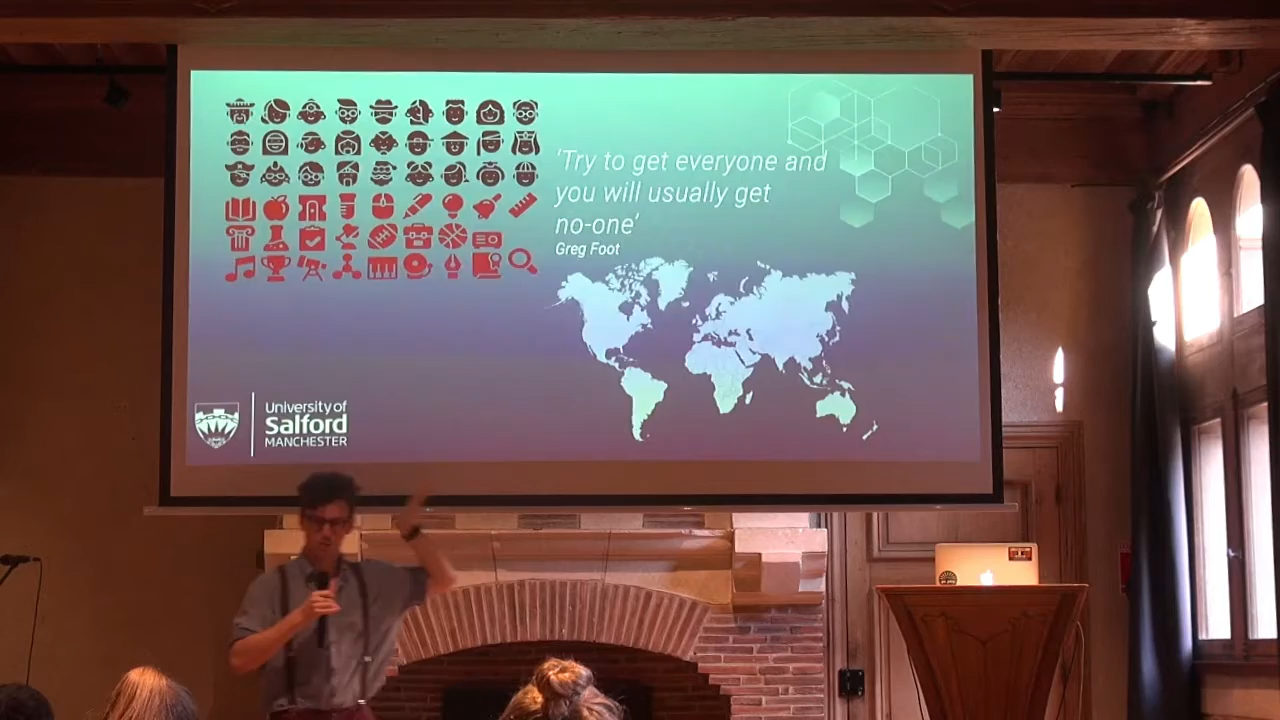 'Try to get everyone and
you will usually get
no-one'
Greg Foot
University of
Salford
MANCHESTER